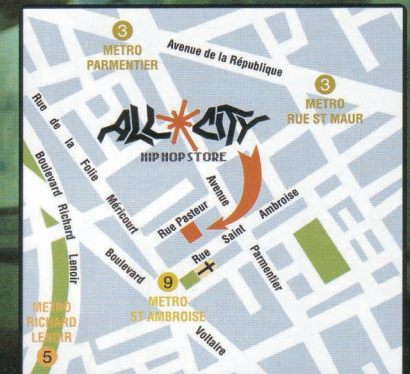 3
METRO
PARMENTIER
Avenue de la République
3
METRO
RUE ST MAUR
ALL CITY
HIP HOP STORE
Rue de la Folie Méricourt
Boulevard Richard Lenoir
Avenue Parmentier
Rue Pasteur
Rue Saint Ambroise
Boulevard Voltaire
9
METRO
ST AMBROISE
METRO
RICHARD
LENOIR
5